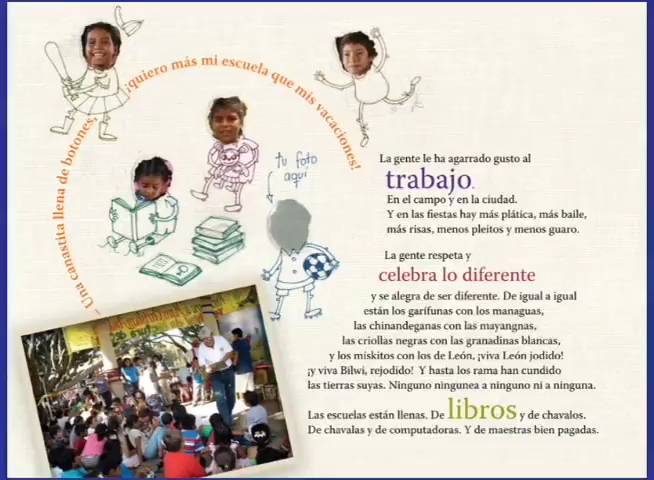 – Una canastita llena de botones, ¡quiero más mi escuela que mis vacaciones!
tu foto
aquí
La gente le ha agarrado gusto al
trabajo.
En el campo y en la ciudad.
Y en las fiestas hay más plática, más baile,
más risas, menos pleitos y menos guaro.
La gente respeta y
celebra lo diferente
y se alegra de ser diferente. De igual a igual
están los garífunas con los managuas,
las chinandeganas con las mayangnas,
las criollas negras con las granadinas blancas,
y los mískitos con los de León, ¡viva León jodido!
¡y viva Bilwi, rejodido! Y hasta los rama han cundido
las tierras suyas. Ninguno ningunea a ninguno ni a ninguna.
Las escuelas están llenas. De libros y de chavalos.
De chavalas y de computadoras. Y de maestras bien pagadas.